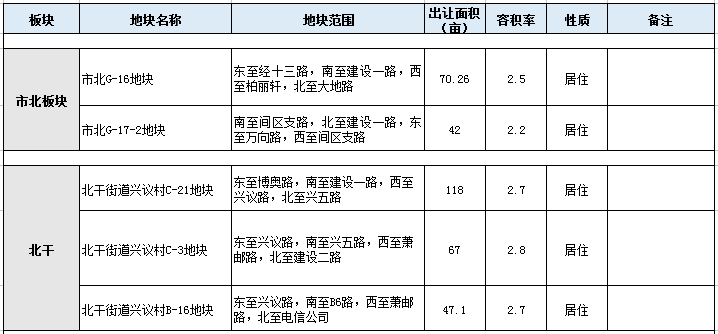 板块 地块名称 地块范围 出让面积（亩） 容积率 性质 备注
市北板块
市北G-16地块 东至经十三路，南至建设一路，西至柏丽轩，北至大地路 70.26 2.5 居住
市北G-17-2地块 南至间区支路，北至建设一路，东至万向路，西至间区支路 42 2.2 居住
北干
北干街道兴议村C-21地块 东至博奥路，南至建设一路，西至兴议路，北至兴五路 118 2.7 居住
北干街道兴议村C-3地块 东至兴议路，南至兴五路，西至萧邮路，北至建设二路 67 2.8 居住
北干街道兴议村B-16地块 东至兴议路，南至B6路，西至萧邮路，北至电信公司 47.1 2.7 居住